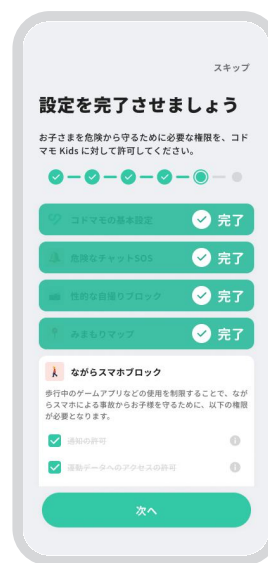 スキップ
設定を完了させましょう
お子さまを危険から守るために必要な権限を、コド
マモ Kids に対して許可してください。
コドマモの基本設定 完了
危険なチャットSOS 完了
性的な自撮りブロック 完了
みまもりマップ 完了
ながらスマホブロック
歩行中のゲームアプリなどの使用を制限することで、なが
らスマホによる事故からお子様を守るために、以下の権限
が必要となります。
通知の許可
運動データへのアクセスの許可
次へ